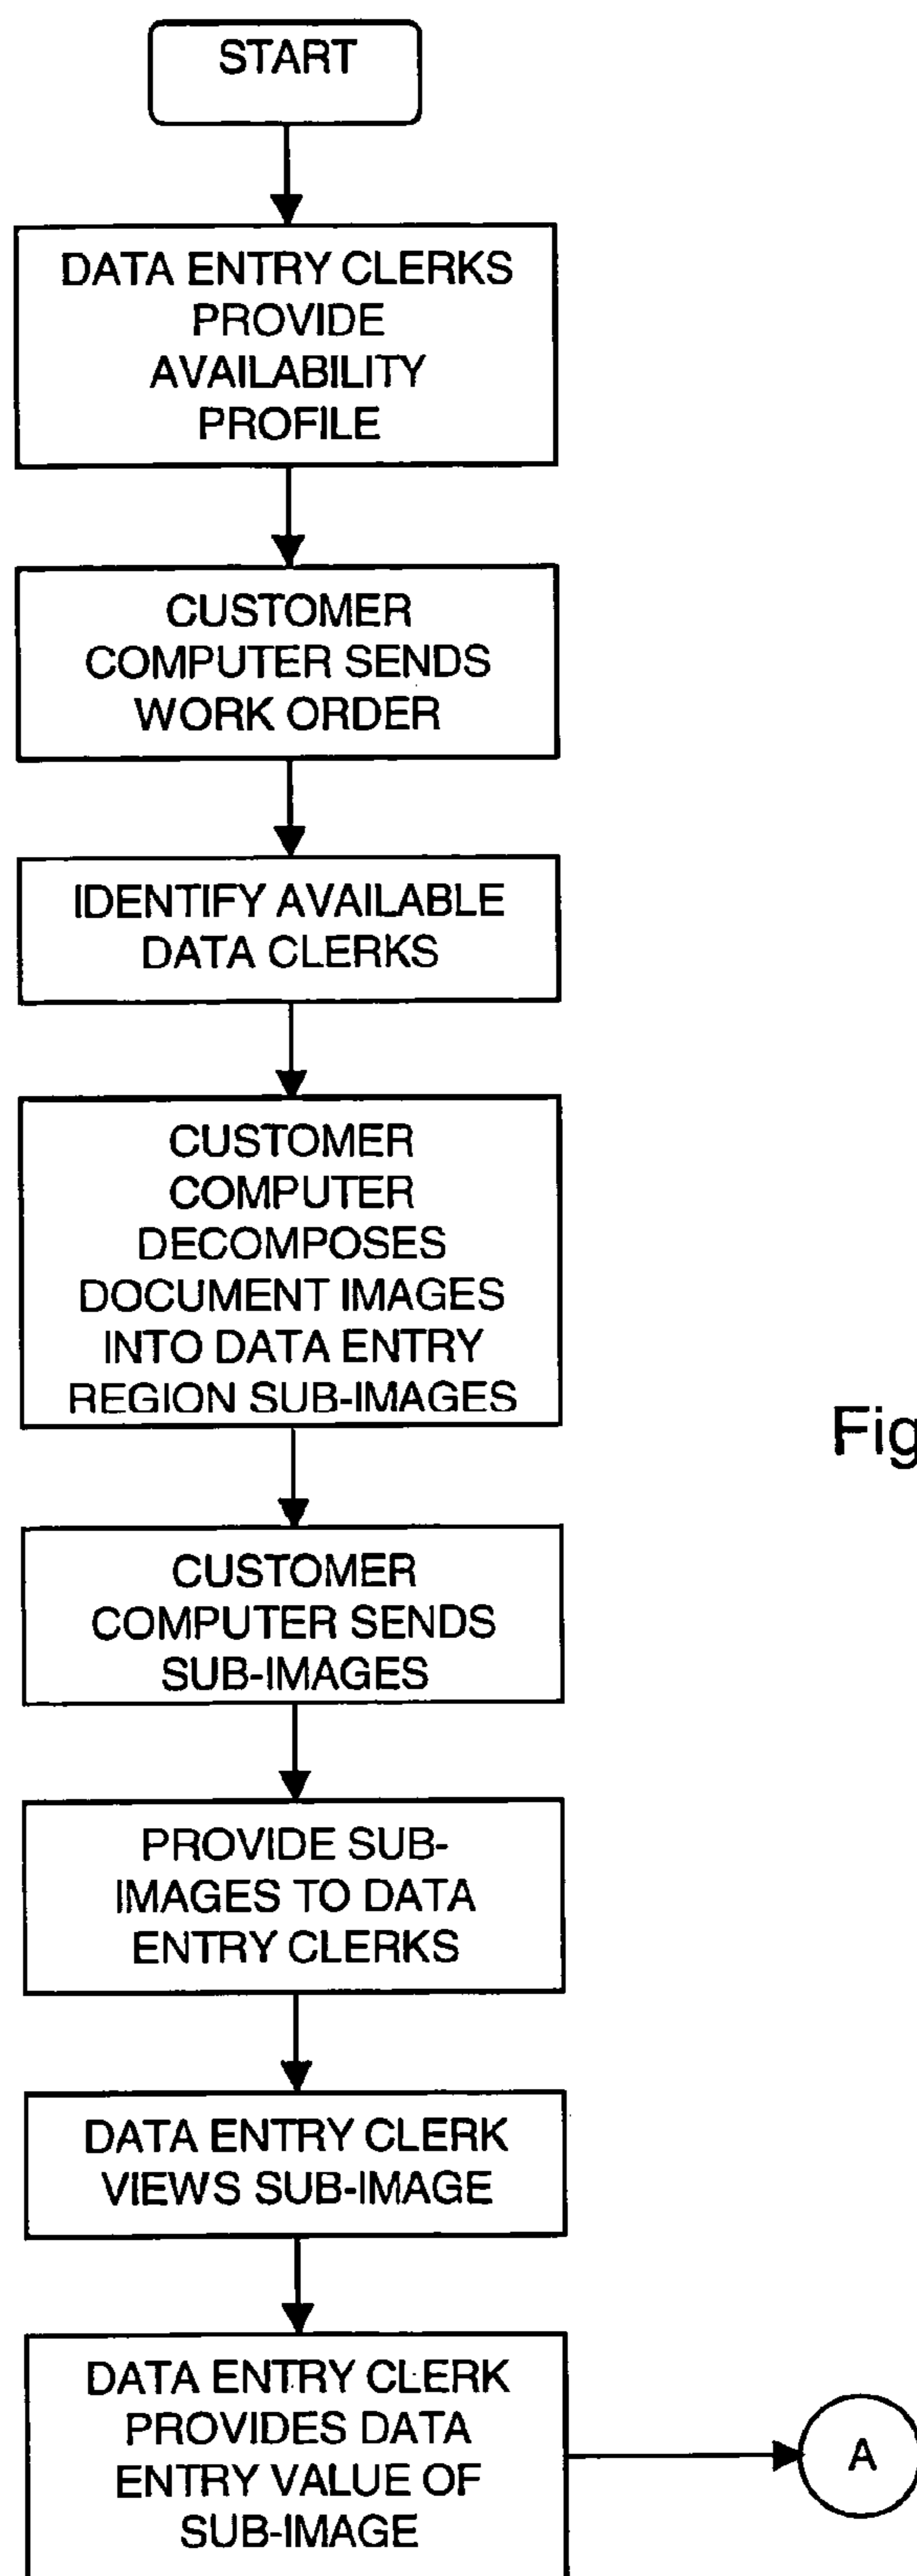 START
DATA ENTRY CLERKS
PROVIDE
AVAILABILITY
PROFILE
CUSTOMER
COMPUTER SENDS
WORK ORDER
IDENTIFY AVAILABLE
DATA CLERKS
CUSTOMER
COMPUTER
DECOMPOSES
DOCUMENT IMAGES
INTO DATA ENTRY
REGION SUB-IMAGES
Fig
CUSTOMER
COMPUTER SENDS
SUB-IMAGES
PROVIDE SUB-
IMAGES TO DATA
ENTRY CLERKS
DATA ENTRY CLERK
VIEWS SUB-IMAGE
DATA ENTRY CLERK
PROVIDES DATA
ENTRY VALUE OF
SUB-IMAGE
A